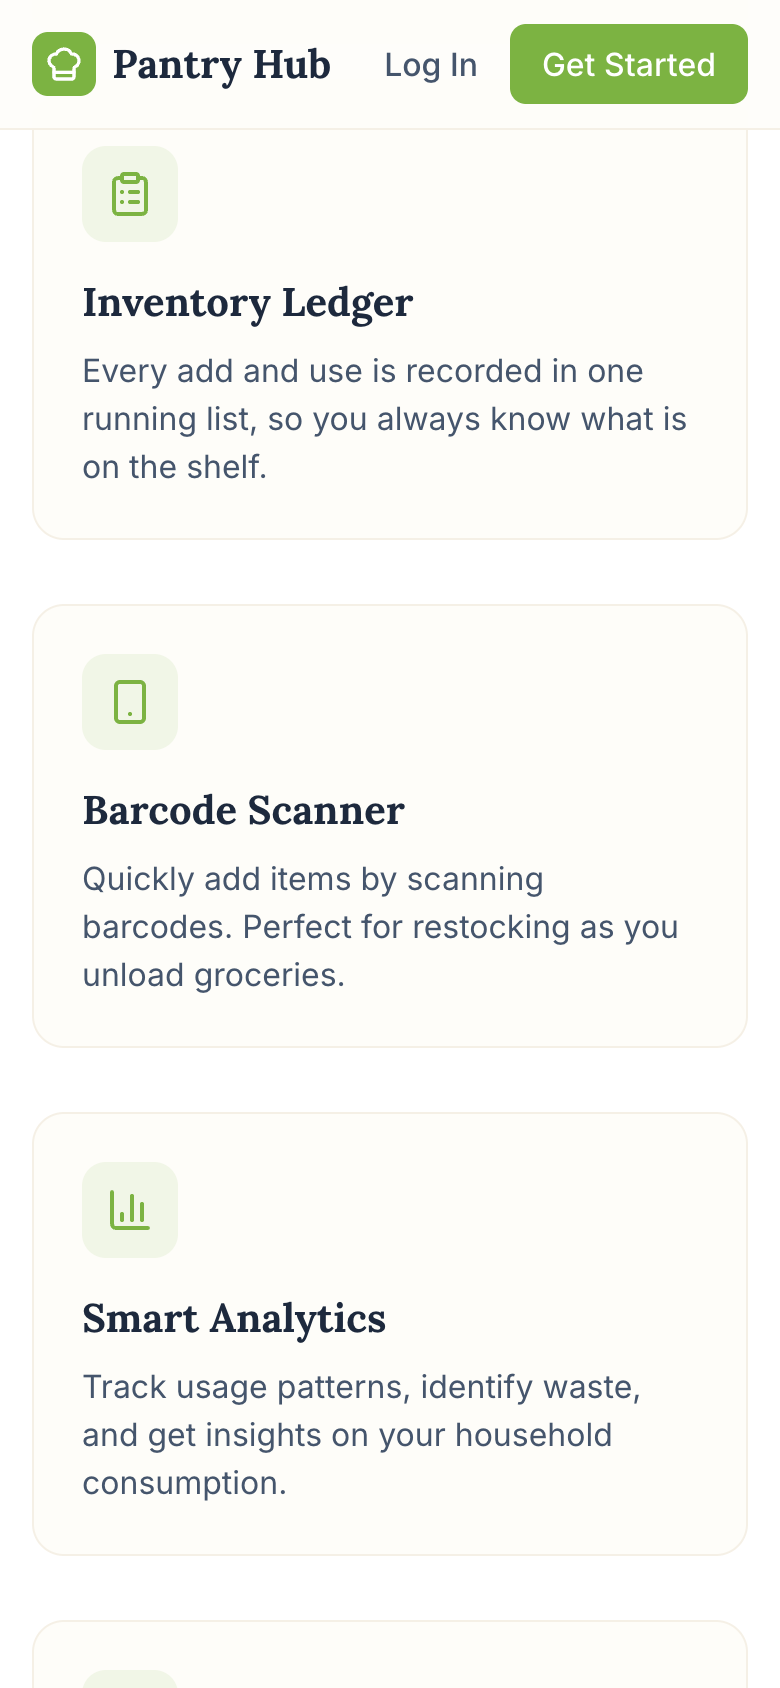 Pantry Hub
Log In
Get Started
Inventory Ledger
Every add and use is recorded in one
running list, so you always know what is
on the shelf.
Barcode Scanner
Quickly add items by scanning
barcodes. Perfect for restocking as you
unload groceries.
Smart Analytics
Track usage patterns, identify waste,
and get insights on your household
consumption.